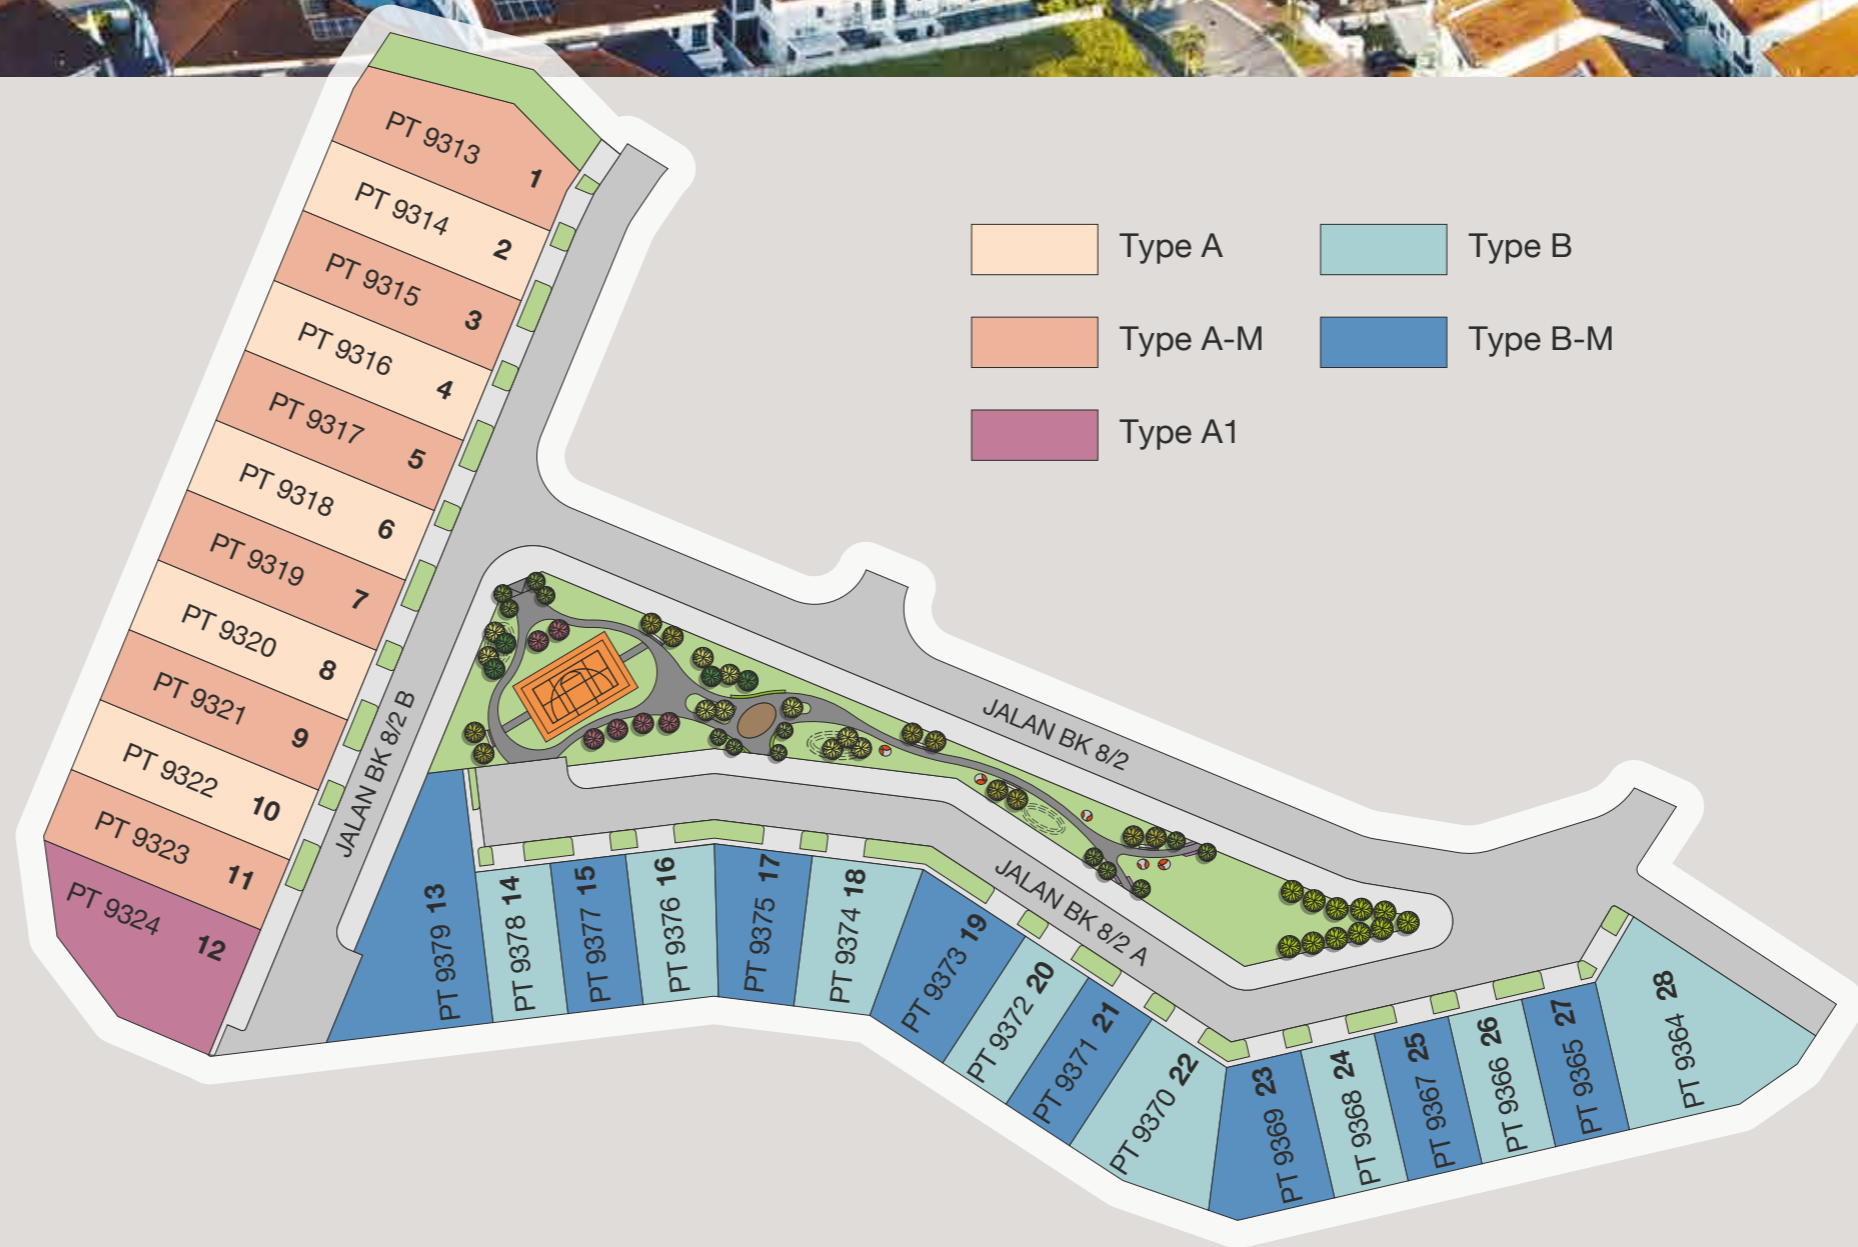 PT 9313 1
PT 9314 2
PT 9315 3
PT 9316 4
PT 9317 5
PT 9318 6
PT 9319 7
PT 9320 8
PT 9321 9
PT 9322 10
PT 9323 11
PT 9324 12
Type A
Type B
Type A-M
Type B-M
Type A1
JALAN BK 8/2 B
JALAN BK 8/2
JALAN BK 8/2 A
PT 9379 13
PT 9378 14
PT 9377 15
PT 9376 16
PT 9375 17
PT 9374 18
PT 9373 19
PT 9372 20
PT 9371 21
PT 9370 22
PT 9369 23
PT 9368 24
PT 9367 25
PT 9366 26
PT 9365 27
PT 9364 28